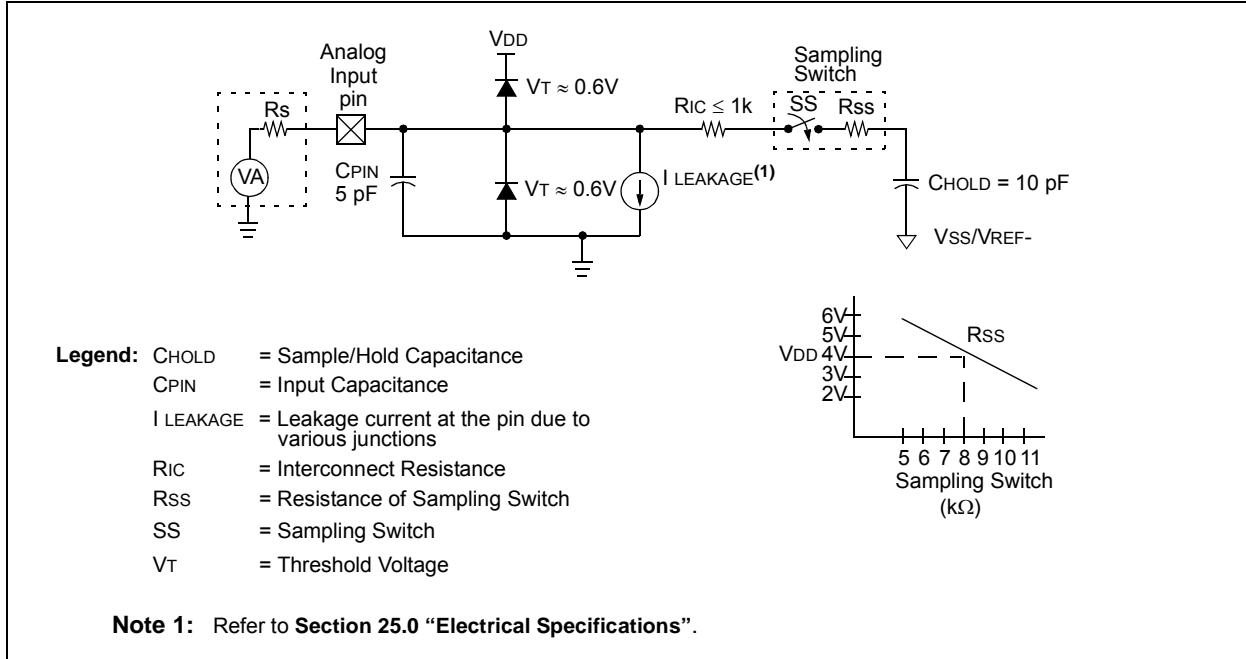 VDD
Analog
Input
pin
Sampling
Switch
VT ≈ 0.6V
Rs
RIC ≤ 1k
SS
Rss
VA
CPIN
5 pF
VT ≈ 0.6V
I LEAKAGE(1)
CHOLD = 10 pF
VSS/VREF-
6V
5V
VDD 4V
3V
2V
RSS
5 6 7 8 9 10 11
Sampling Switch
(kΩ)
Legend: CHOLD = Sample/Hold Capacitance
CPIN = Input Capacitance
I LEAKAGE = Leakage current at the pin due to
various junctions
RIC = Interconnect Resistance
RSS = Resistance of Sampling Switch
SS = Sampling Switch
VT = Threshold Voltage
Note 1: Refer to Section 25.0 “Electrical Specifications”.